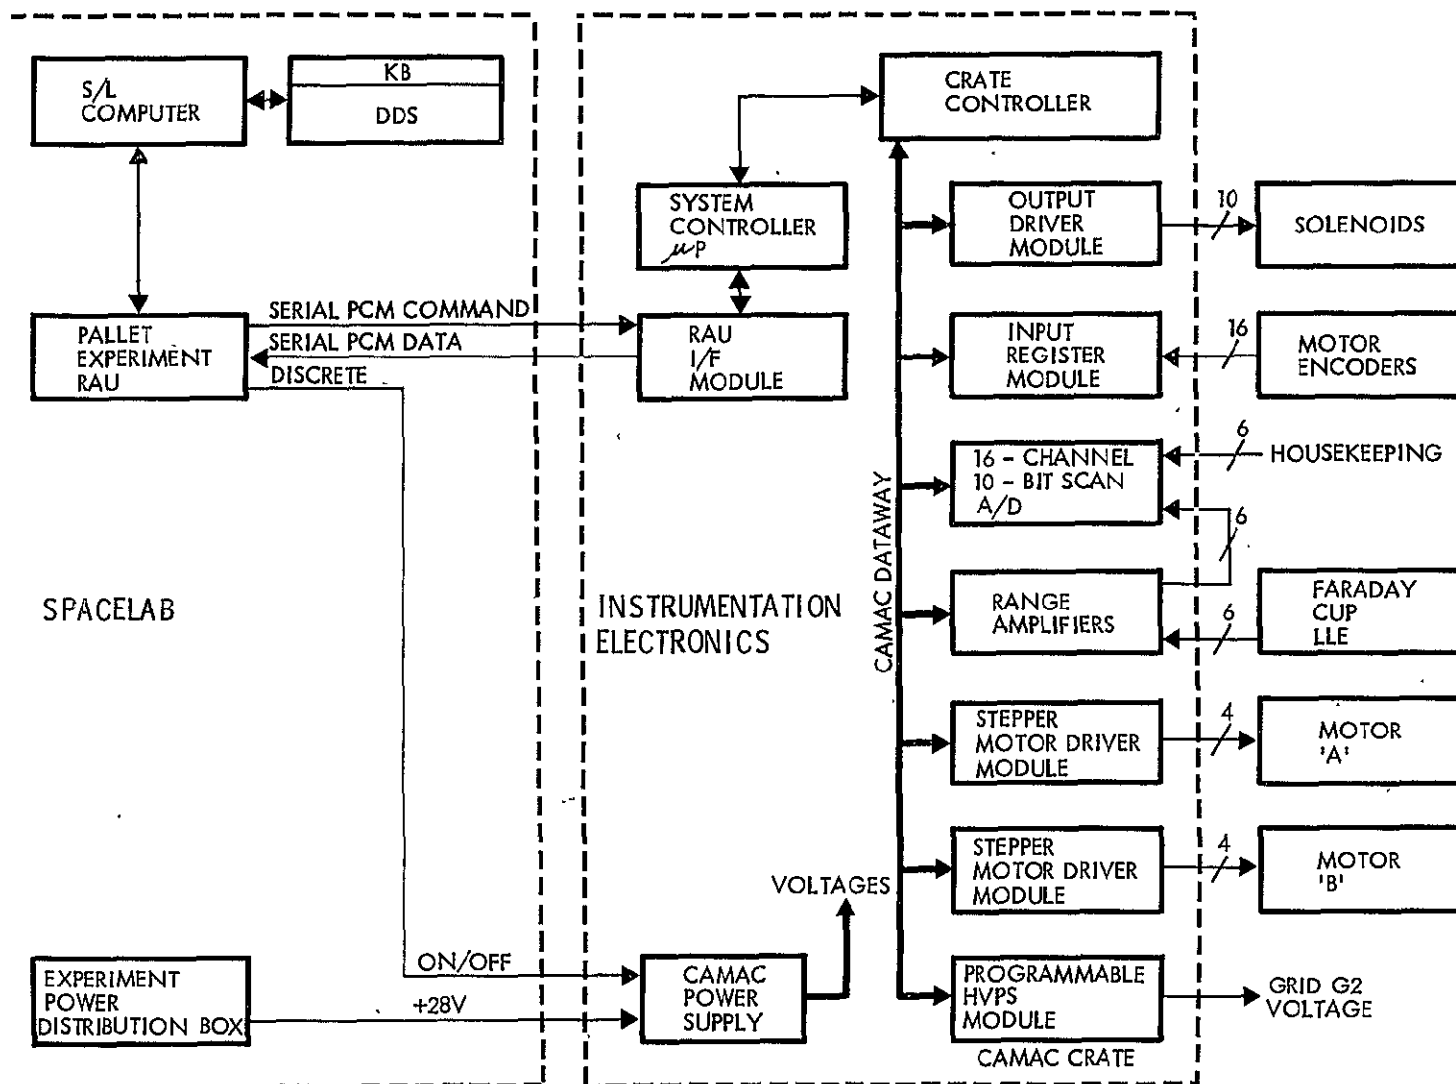 S/L
COMPUTER
KB
DDS
CRATE
CONTROLLER
SYSTEM
CONTROLLER
μP
OUTPUT
DRIVER
MODULE
10
SOLENOIDS
PALLET
EXPERIMENT
RAU
SERIAL PCM COMMAND
SERIAL PCM DATA
DISCRETE
RAU
I/F
MODULE
INPUT
REGISTER
MODULE
16
MOTOR
ENCODERS
16 - CHANNEL
10 - BIT SCAN
A/D
6
HOUSEKEEPING
6
CAMAC DATAWAY
SPACELAB
INSTRUMENTATION
ELECTRONICS
RANGE
AMPLIFIERS
6
FARADAY
CUP
LLE
STEPPER
MOTOR DRIVER
MODULE
4
MOTOR
'A'
STEPPER
MOTOR DRIVER
MODULE
4
MOTOR
'B'
VOLTAGES
EXPERIMENT
POWER
DISTRIBUTION BOX
ON/OFF
+28V
CAMAC
POWER
SUPPLY
PROGRAMMABLE
HVPS
MODULE
GRID G2
VOLTAGE
CAMAC CRATE